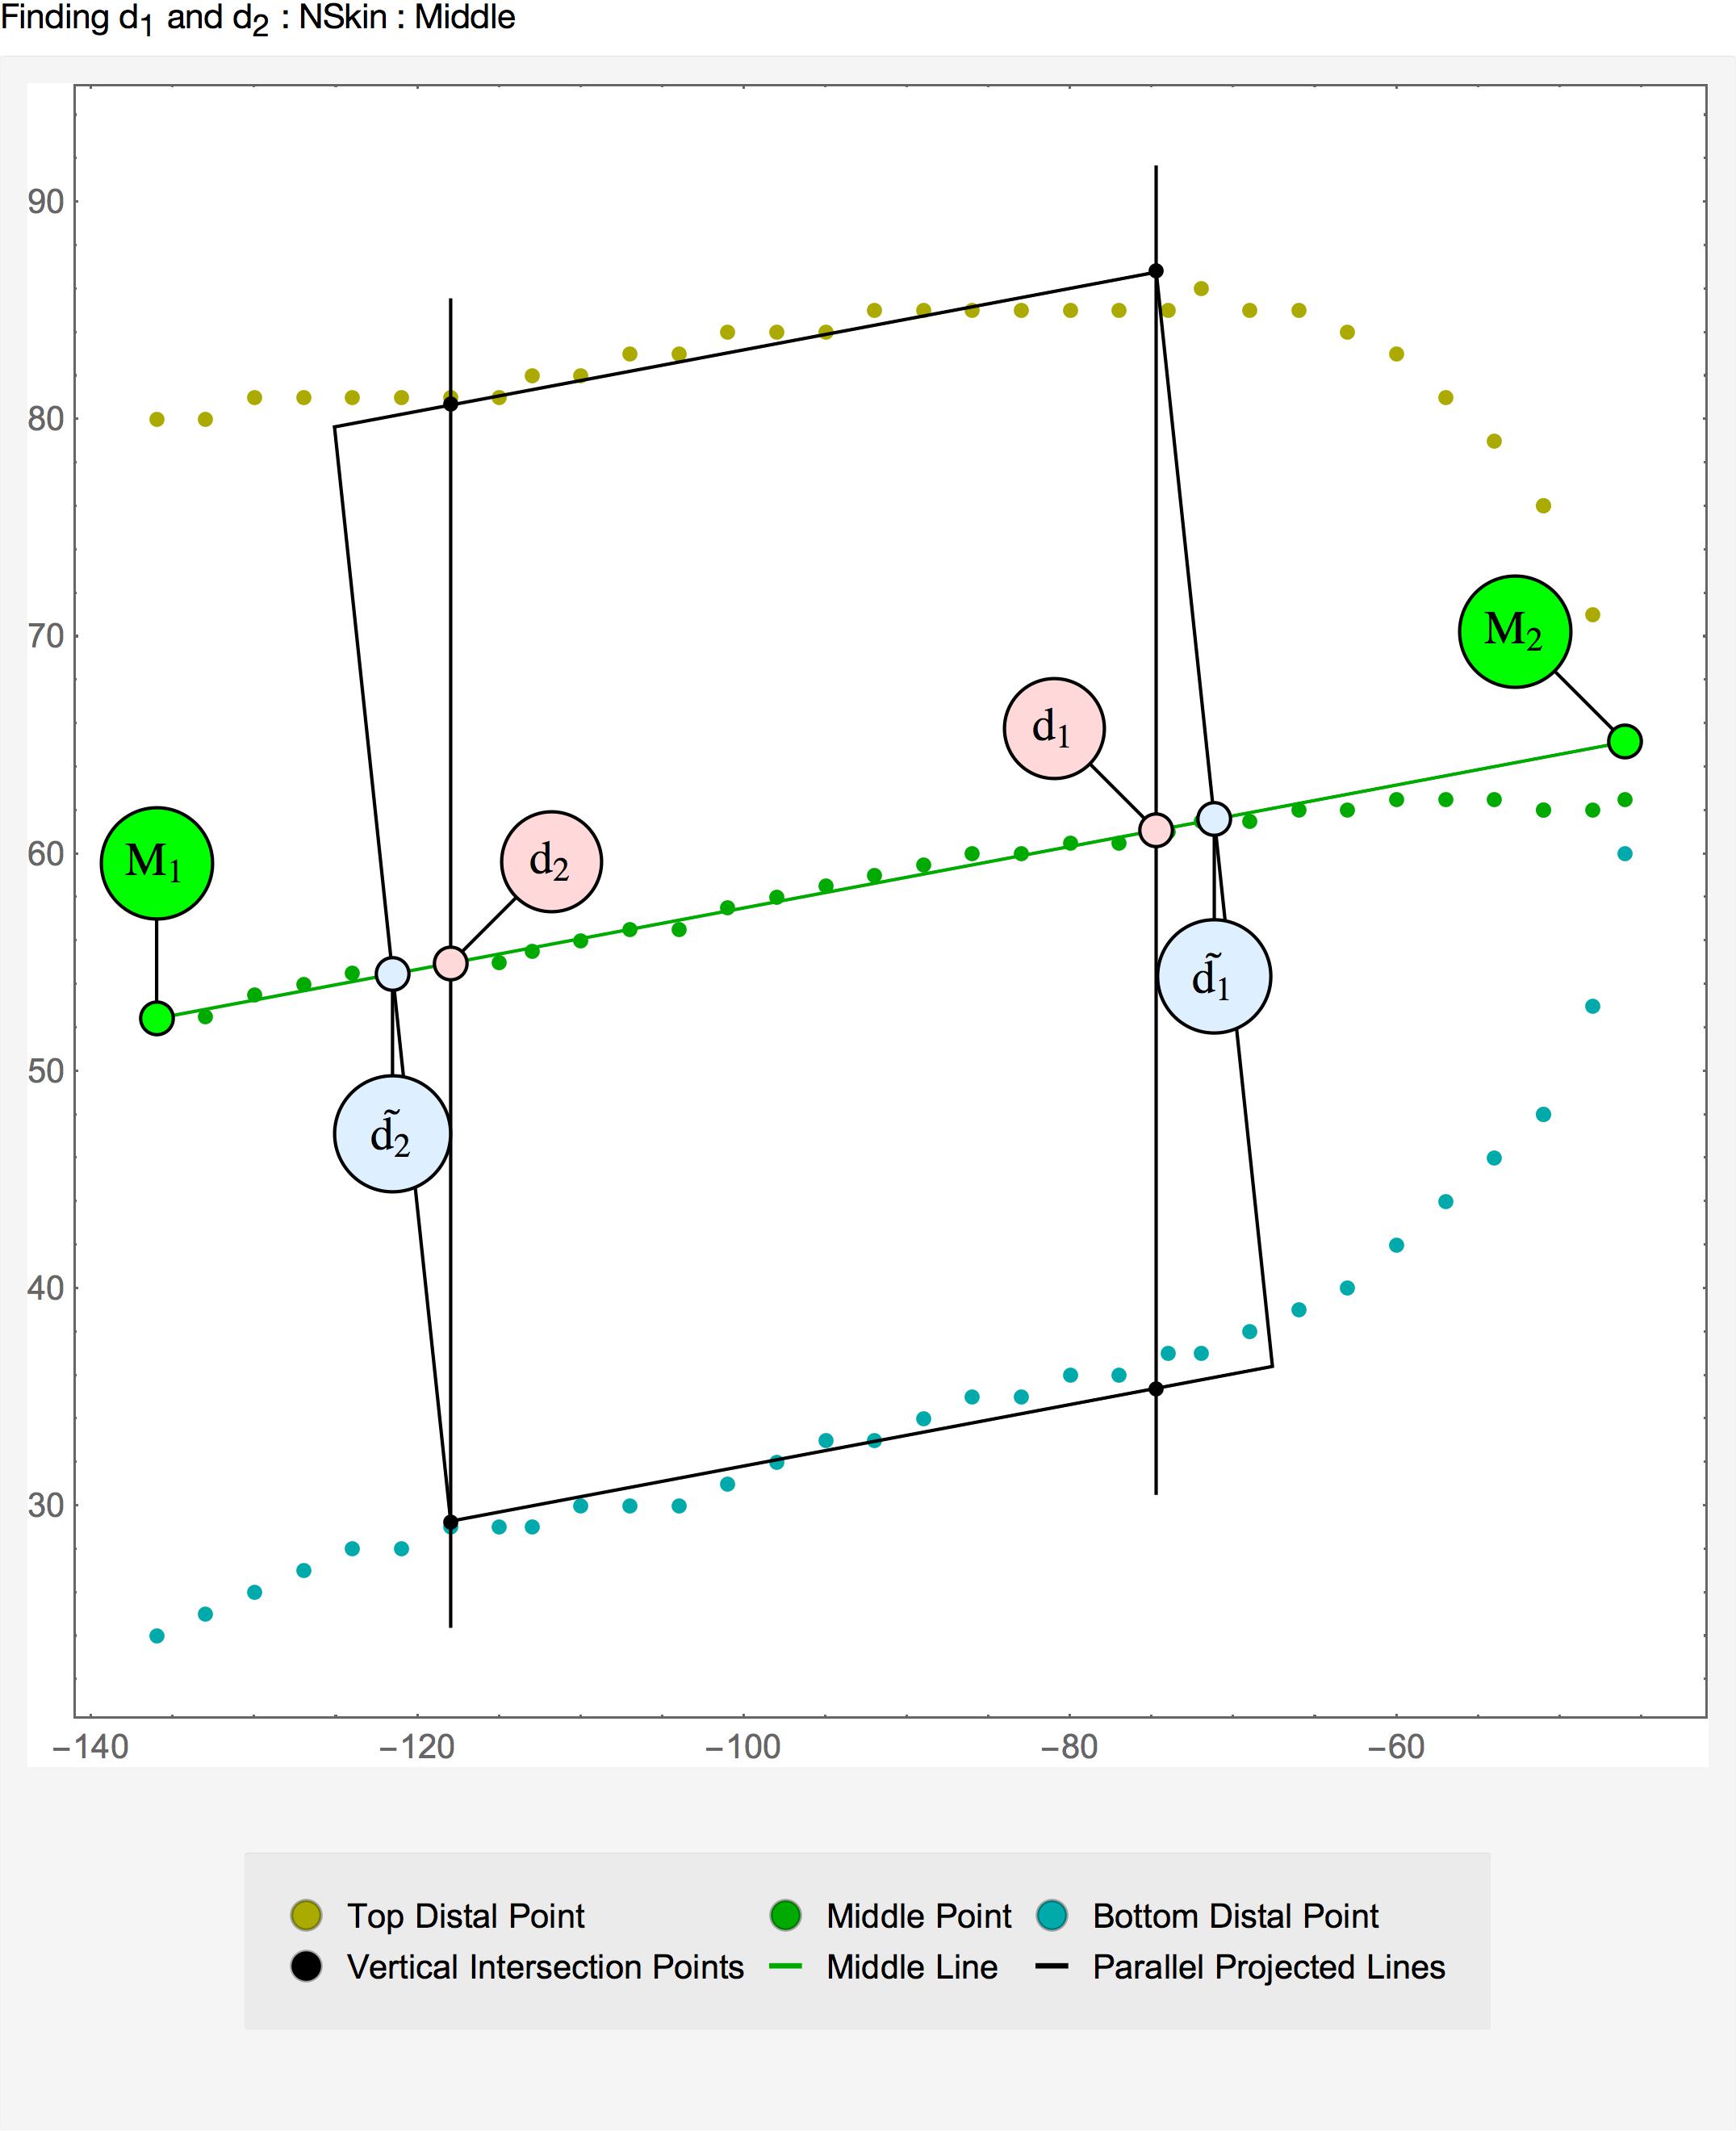 Finding d₁ and d₂ : NSkin : Middle
90
80
70
60
50
40
30
M₂
d₁
M₁
d₂
d̃₁
d̃₂
−140 −120 −100 −80 −60
Top Distal Point Middle Point Bottom Distal Point
Vertical Intersection Points Middle Line Parallel Projected Lines